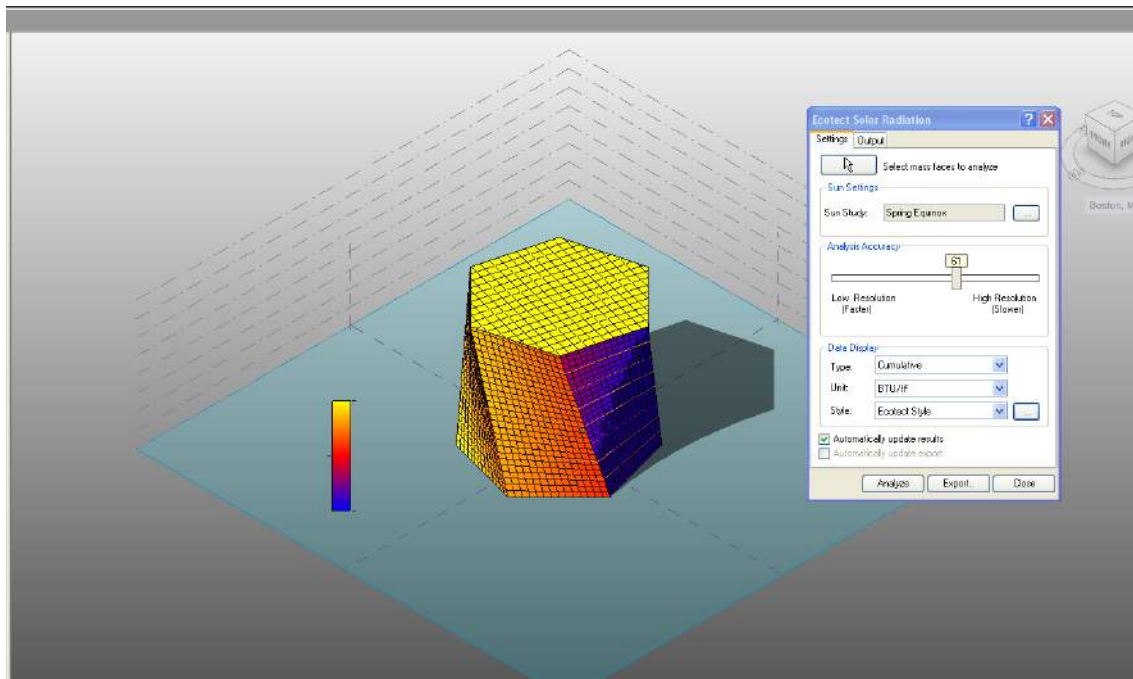 Ecotect Solar Radiation
Settings
Output
Select mass faces to analyze
Sun Settings
Sun Study:
Spring Equinox
...
Analysis Accuracy
61
Low Resolution
(Faster)
High Resolution
(Slower)
Data Display
Type:
Cumulative
Unit:
Style:
Ecotect Style
...
Automatically update results
Automatically update export
Analyze
Export...
Close
Boston, M